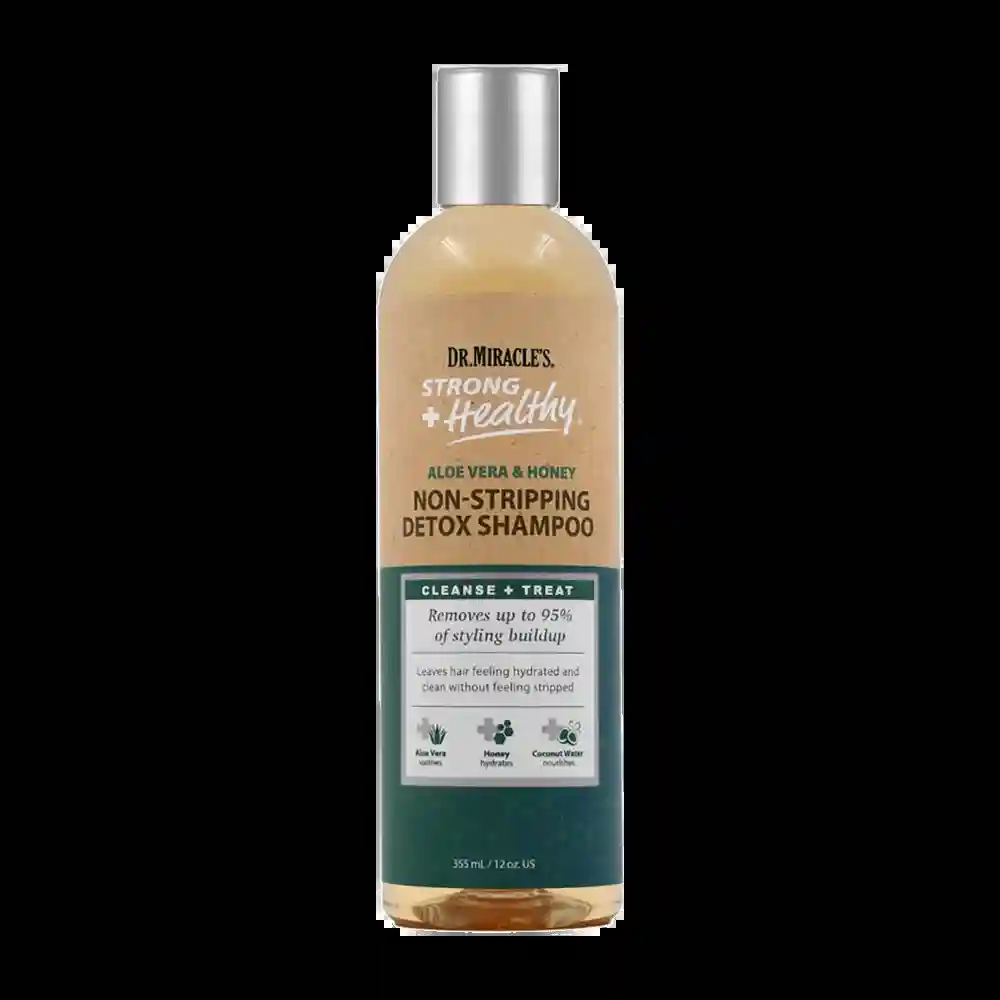 DR.MIRACLE'S.
STRONG
+ Healthy®
ALOE VERA & HONEY
NON-STRIPPING
DETOX SHAMPOO
CLEANSE + TREAT
Removes up to 95%
of styling buildup
Leaves hair feeling hydrated and
clean without feeling stripped
Aloe Vera Honey Coconut Water
soothes hydrates nourishes
355 mL / 12 oz. US